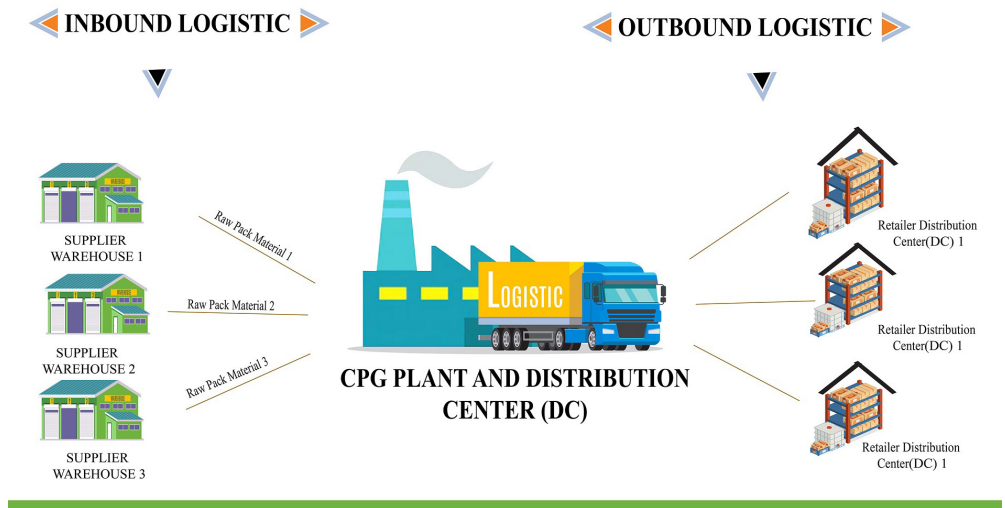 INBOUND LOGISTIC
OUTBOUND LOGISTIC
SUPPLIER
WAREHOUSE 1
Raw Pack Material 1
SUPPLIER
WAREHOUSE 2
Raw Pack Material 2
SUPPLIER
WAREHOUSE 3
Raw Pack Material 3
LOGISTIC
CPG PLANT AND DISTRIBUTION
CENTER (DC)
Retailer Distribution
Center(DC) 1
Retailer Distribution
Center(DC) 1
Retailer Distribution
Center(DC) 1